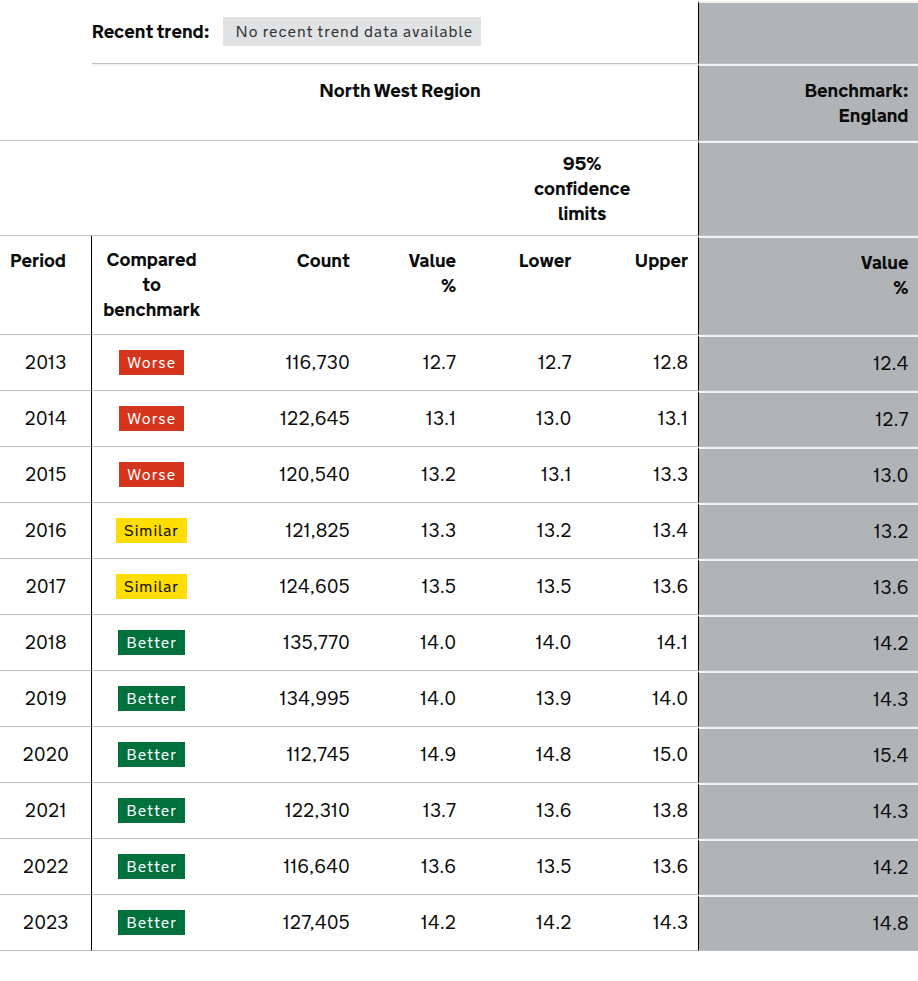 Recent trend: No recent trend data available
North West Region Benchmark:
England
95%
confidence
limits
Period Compared Count Value Lower Upper Value
to % %
benchmark
2013 Worse 116,730 12.7 12.7 12.8 12.4
2014 Worse 122,645 13.1 13.0 13.1 12.7
2015 Worse 120,540 13.2 13.1 13.3 13.0
2016 Similar 121,825 13.3 13.2 13.4 13.2
2017 Similar 124,605 13.5 13.5 13.6 13.6
2018 Better 135,770 14.0 14.0 14.1 14.2
2019 Better 134,995 14.0 13.9 14.0 14.3
2020 Better 112,745 14.9 14.8 15.0 15.4
2021 Better 122,310 13.7 13.6 13.8 14.3
2022 Better 116,640 13.6 13.5 13.6 14.2
2023 Better 127,405 14.2 14.2 14.3 14.8